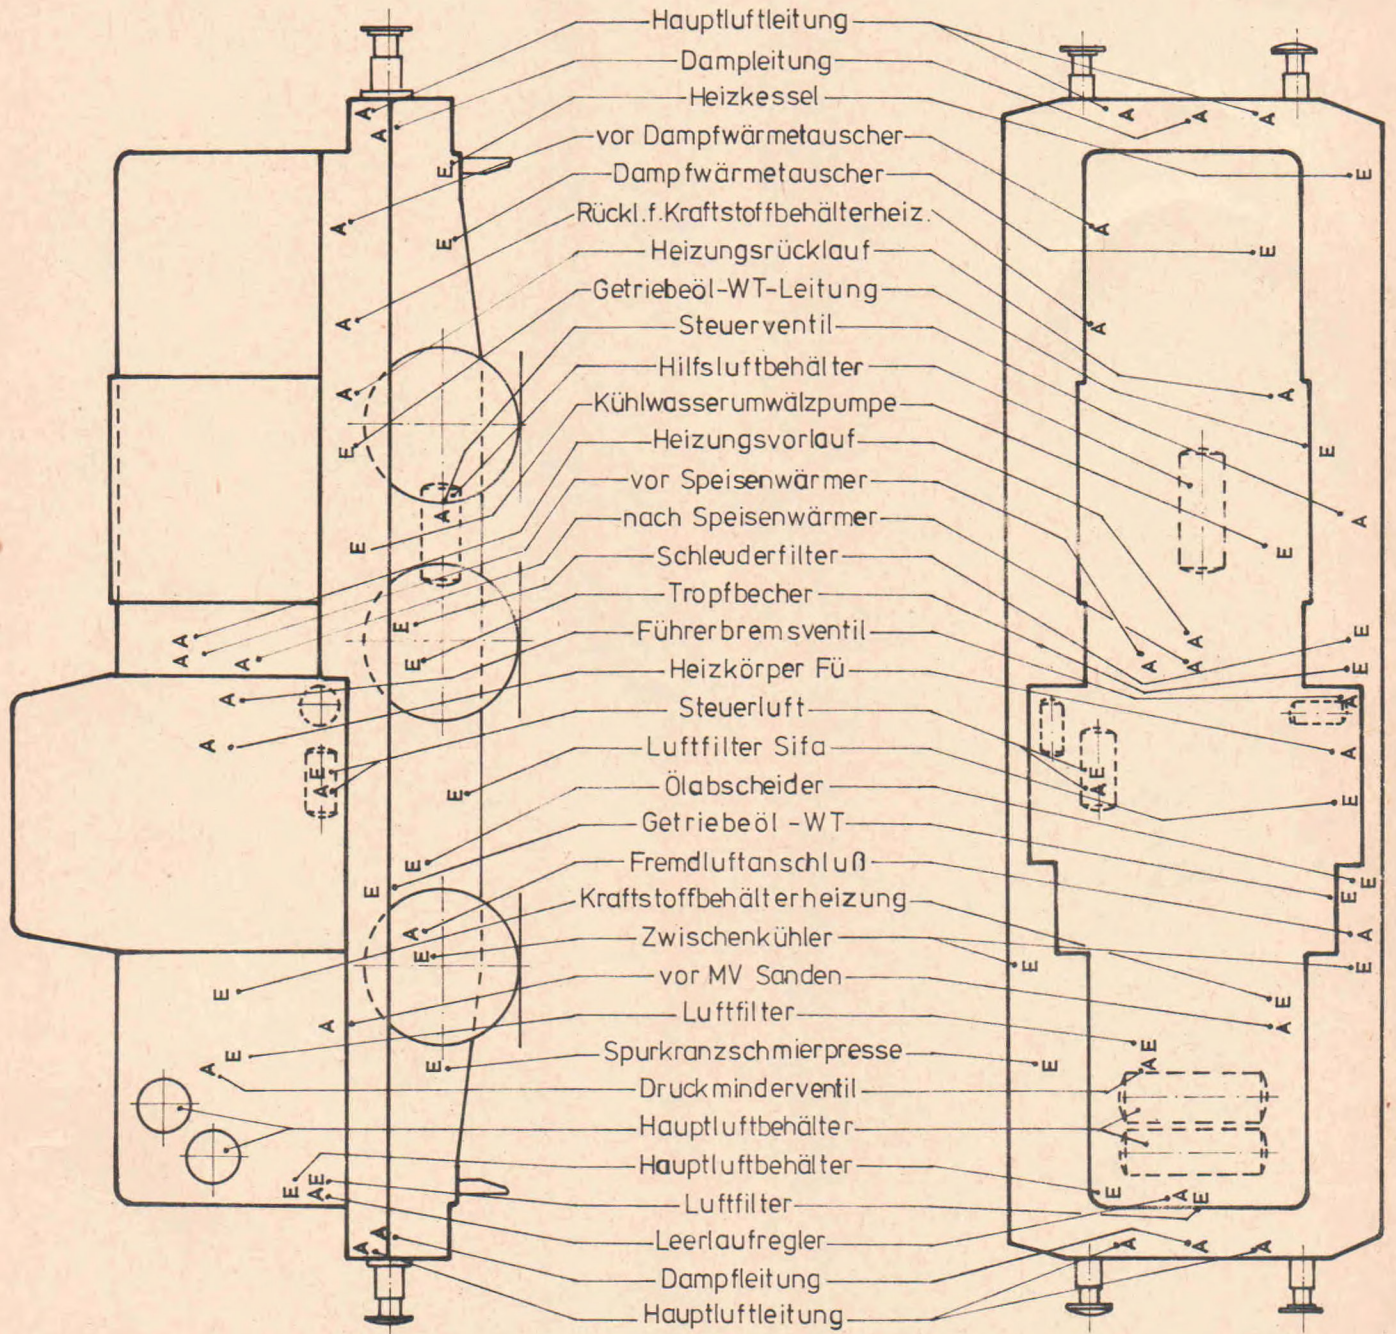 Hauptluftleitung
Dampleitung
Heizkessel
vor Dampfwärmetauscher
Dampfwärmetauscher
Rückl.f.Kraftstoffbehälterheiz.
Heizungsrücklauf
Getriebeöl-WT-Leitung
Steuerventil
Hilfsluftbehälter
Kühlwasserumwälzpumpe
Heizungsvorlauf
vor Speisenwärmer
nach Speisenwärmer
Schleuderfilter
Tropfbecher
Führerbremsventil
Heizkörper Fü
Steuerluft
Luftfilter Sifa
Ölabscheider
Getriebeöl-WT
Fremdluftanschluß
Kraftstoffbehälterheizung
Zwischenkühler
vor MV Sanden
Luftfilter
Spurkranzschmierpresse
Druckminderventil
Hauptluftbehälter
Hauptluftbehälter
Luftfilter
Leerlaufregler
Dampfleitung
Hauptluftleitung